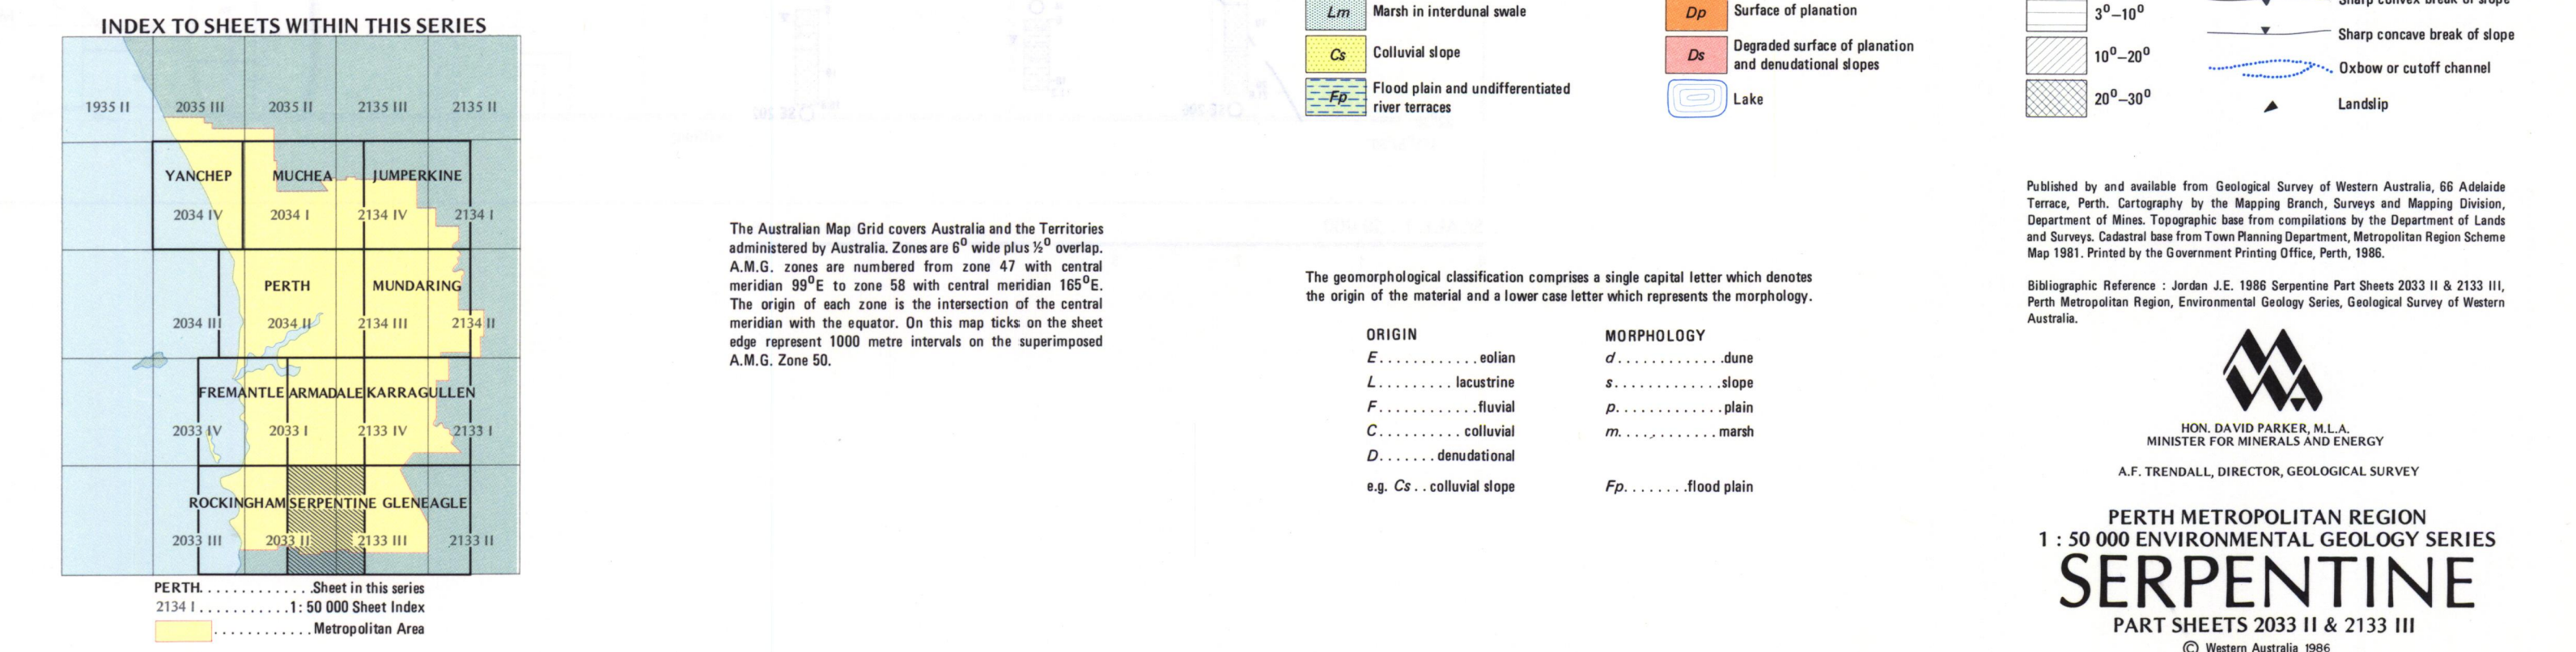 INDEX TO SHEETS WITHIN THIS SERIES
1935 II
2035 III
2035 II
2135 III
2135 II
YANCHEP
MUCHEA
JUMPERKINE
2034 IV
2034 I
2134 IV
2134 I
PERTH
MUNDARING
2034 III
2034 II
2134 III
2134 II
FREMANTLE
ARMADALE
KARRAGULLEN
2033 IV
2033 I
2133 IV
2133 I
ROCKINGHAM
SERPENTINE
GLENEAGLE
2033 III
2033 II
2133 III
2133 II
PERTH. . . . . . . . . . . . . .Sheet in this series
2134 I . . . . . . . . . . .1: 50 000 Sheet Index
. . . . . . . . . . . . Metropolitan Area
The Australian Map Grid covers Australia and the Territories
administered by Australia. Zones are 6⁰ wide plus ½⁰ overlap.
A.M.G. zones are numbered from zone 47 with central
meridian 99⁰E to zone 58 with central meridian 165⁰E.
The origin of each zone is the intersection of the central
meridian with the equator. On this map ticks on the sheet
edge represent 1000 metre intervals on the superimposed
A.M.G. Zone 50.
Lm Marsh in interdunal swale
Cs Colluvial slope
Fp Flood plain and undifferentiated
river terraces
Dp Surface of planation
Ds Degraded surface of planation
and denudational slopes
Lake
The geomorphological classification comprises a single capital letter which denotes
the origin of the material and a lower case letter which represents the morphology.
ORIGIN
E. . . . . . . . . . . . eolian
L. . . . . . . . . lacustrine
F. . . . . . . . . . . .fluvial
C. . . . . . . . . . colluvial
D. . . . . . . denudational
e.g. Cs . . colluvial slope
MORPHOLOGY
d. . . . . . . . . . . . .dune
s. . . . . . . . . . . . .slope
p. . . . . . . . . . . . plain
m. . . . . . . . . . . . marsh
Fp. . . . . . . .flood plain
3⁰–10⁰
10⁰–20⁰
20⁰–30⁰
Sharp convex break of slope
Sharp concave break of slope
Oxbow or cutoff channel
Landslip
Published by and available from Geological Survey of Western Australia, 66 Adelaide
Terrace, Perth. Cartography by the Mapping Branch, Surveys and Mapping Division,
Department of Mines. Topographic base from compilations by the Department of Lands
and Surveys. Cadastral base from Town Planning Department, Metropolitan Region Scheme
Map 1981. Printed by the Government Printing Office, Perth, 1986.
Bibliographic Reference : Jordan J.E. 1986 Serpentine Part Sheets 2033 II & 2133 III,
Perth Metropolitan Region, Environmental Geology Series, Geological Survey of Western
Australia.
HON. DAVID PARKER, M.L.A.
MINISTER FOR MINERALS AND ENERGY
A.F. TRENDALL, DIRECTOR, GEOLOGICAL SURVEY
PERTH METROPOLITAN REGION
1 : 50 000 ENVIRONMENTAL GEOLOGY SERIES
SERPENTINE
PART SHEETS 2033 II & 2133 III
© Western Australia 1986